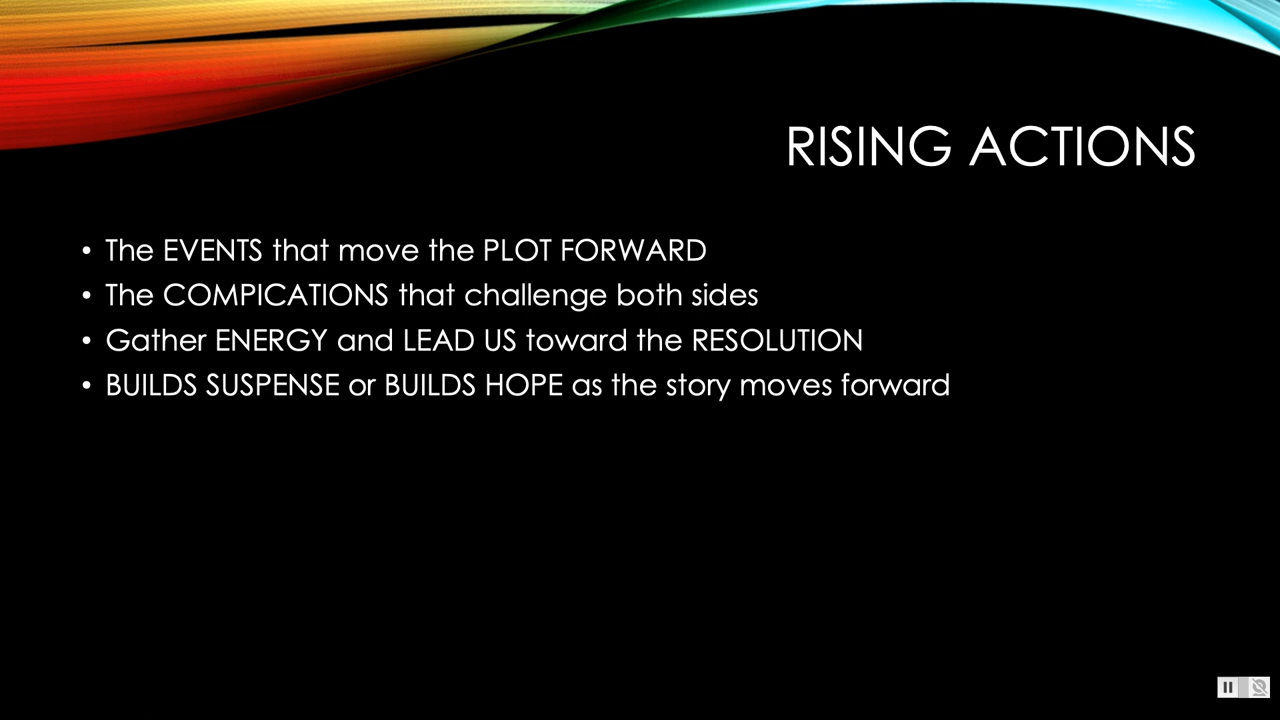 RISING ACTIONS
• The EVENTS that move the PLOT FORWARD
• The COMPICATIONS that challenge both sides
• Gather ENERGY and LEAD US toward the RESOLUTION
• BUILDS SUSPENSE or BUILDS HOPE as the story moves forward